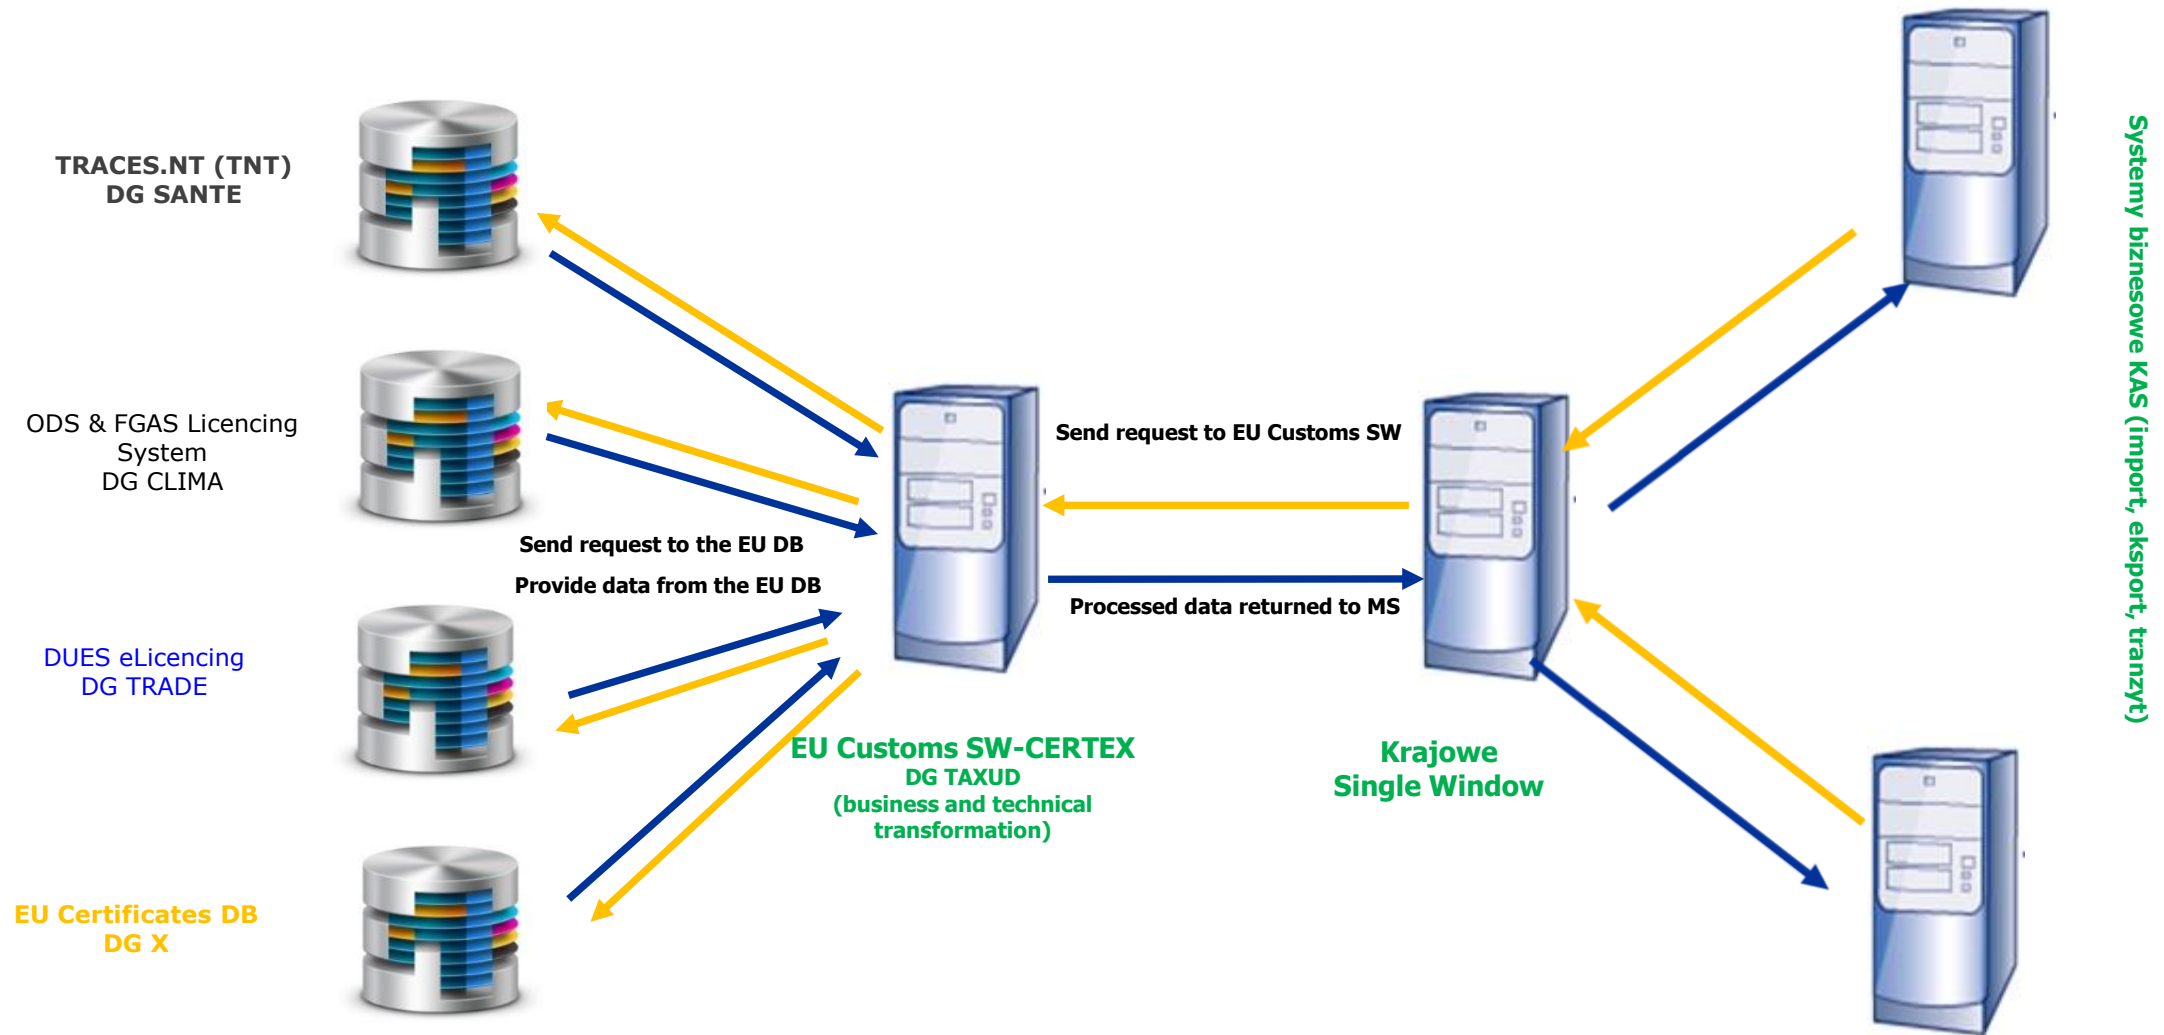 TRACES.NT (TNT)
DG SANTE
ODS & FGAS Licencing
System
DG CLIMA
DUES eLicencing
DG TRADE
EU Certificates DB
DG X
Send request to the EU DB
Provide data from the EU DB
EU Customs SW-CERTEX
DG TAXUD
(business and technical
transformation)
Send request to EU Customs SW
Processed data returned to MS
Krajowe
Single Window
Systemy biznesowe KAS (import, eksport, tranzyt)